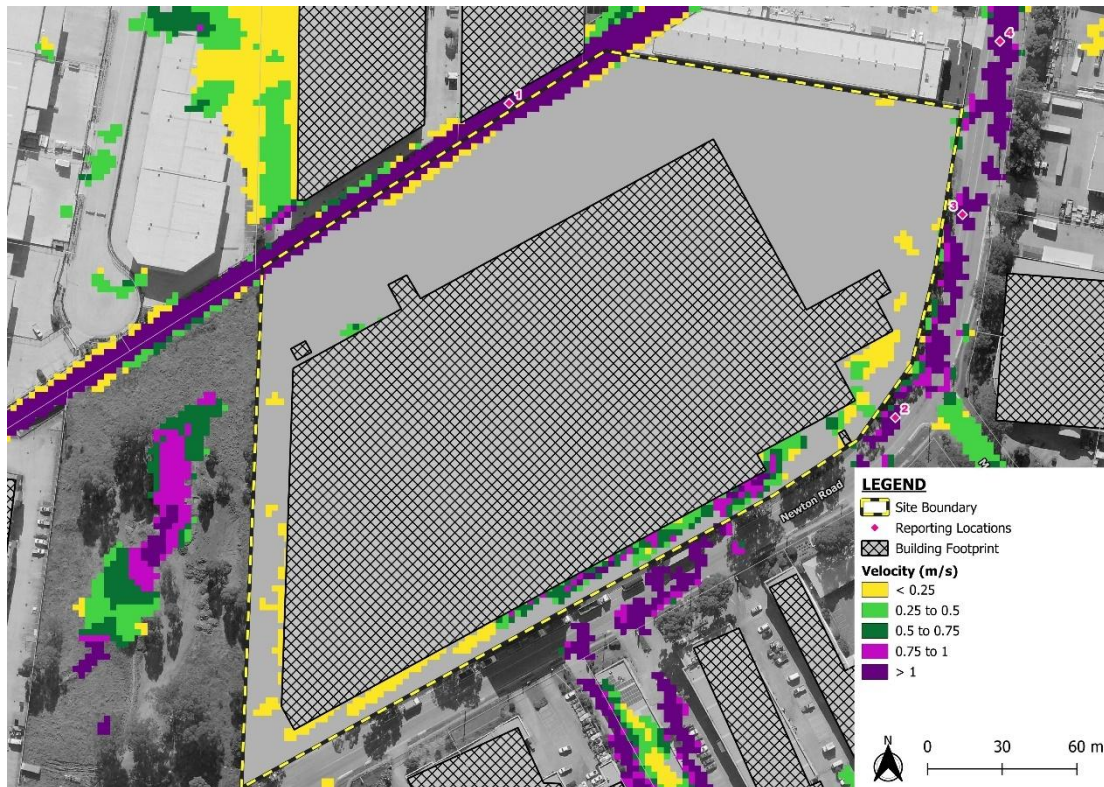 4
1
3
2
Newton Road
LEGEND
Site Boundary
Reporting Locations
Building Footprint
Velocity (m/s)
< 0.25
0.25 to 0.5
0.5 to 0.75
0.75 to 1
> 1
N
0 30 60 m